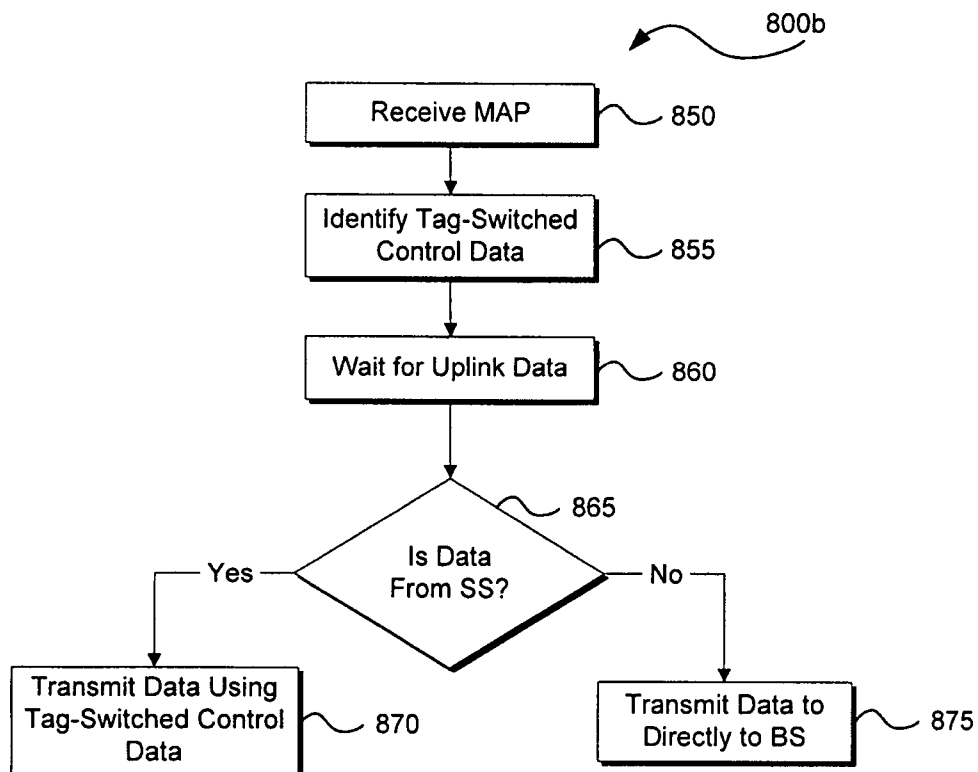 800b
Receive MAP
850
Identify Tag-Switched
Control Data
855
Wait for Uplink Data
860
865
Is Data
From SS?
Yes
No
Transmit Data Using
Tag-Switched Control
Data
870
Transmit Data to
Directly to BS
875